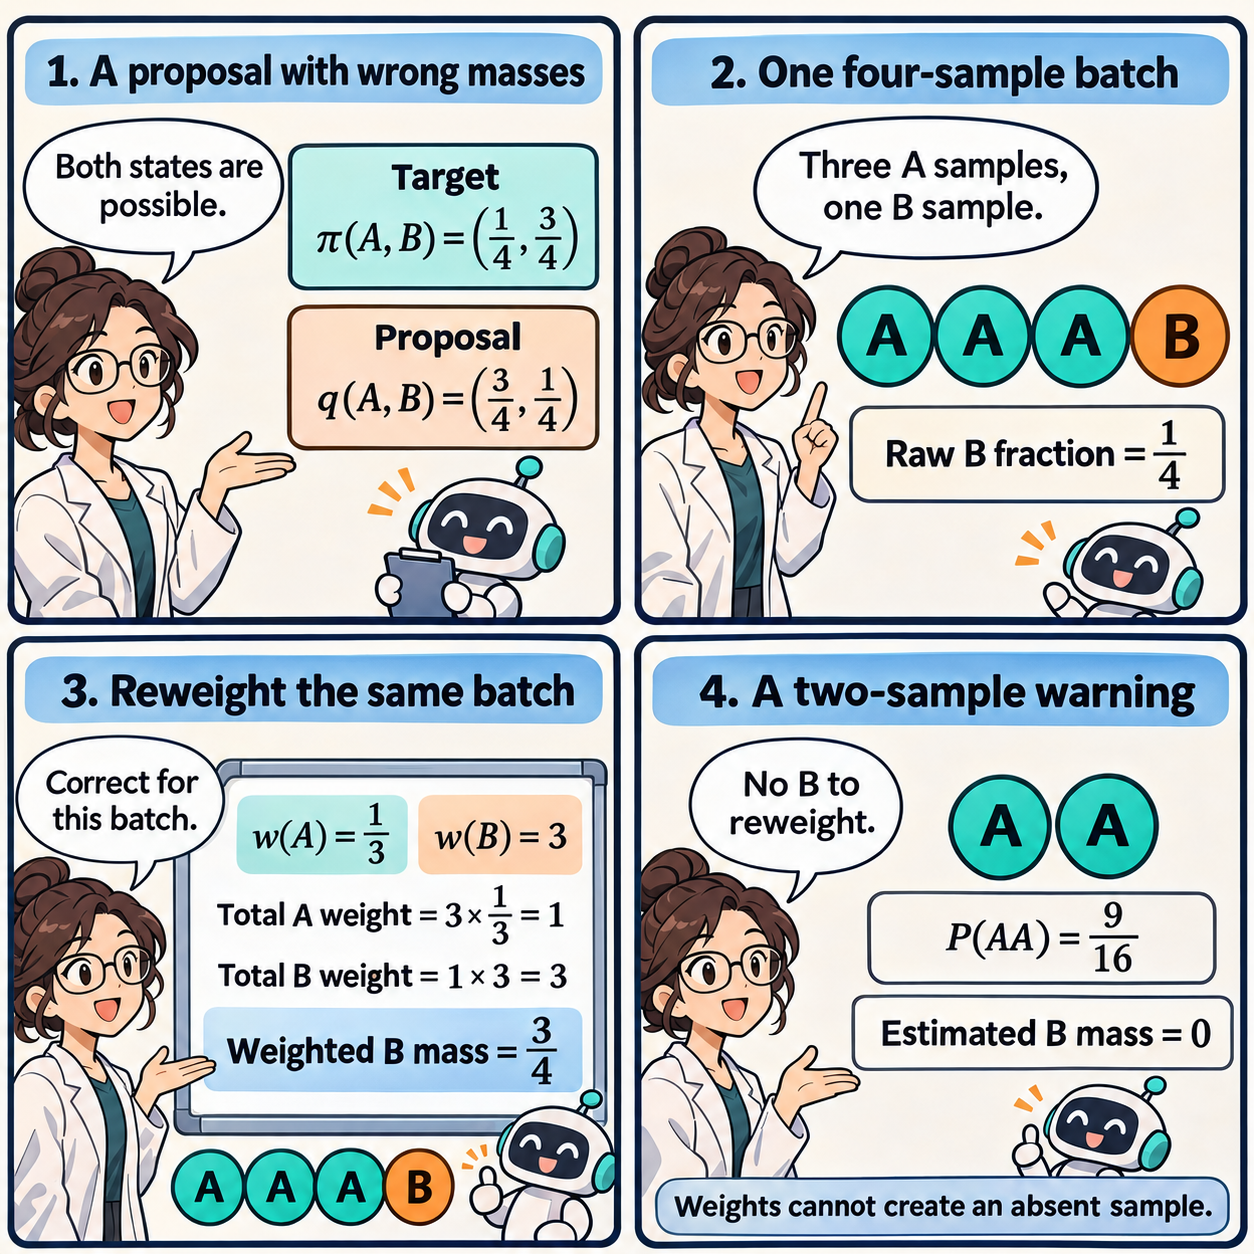 1. A proposal with wrong masses
Both states are
possible.
Target
π(A, B) = (1/4, 3/4)
Proposal
q(A, B) = (3/4, 1/4)
2. One four-sample batch
Three A samples,
one B sample.
A A A B
Raw B fraction = 1/4
3. Reweight the same batch
Correct for
this batch.
w(A) = 1/3 w(B) = 3
Total A weight = 3 × 1/3 = 1
Total B weight = 1 × 3 = 3
Weighted B mass = 3/4
A A A B
4. A two-sample warning
No B to
reweight.
A A
P(AA) = 9/16
Estimated B mass = 0
Weights cannot create an absent sample.